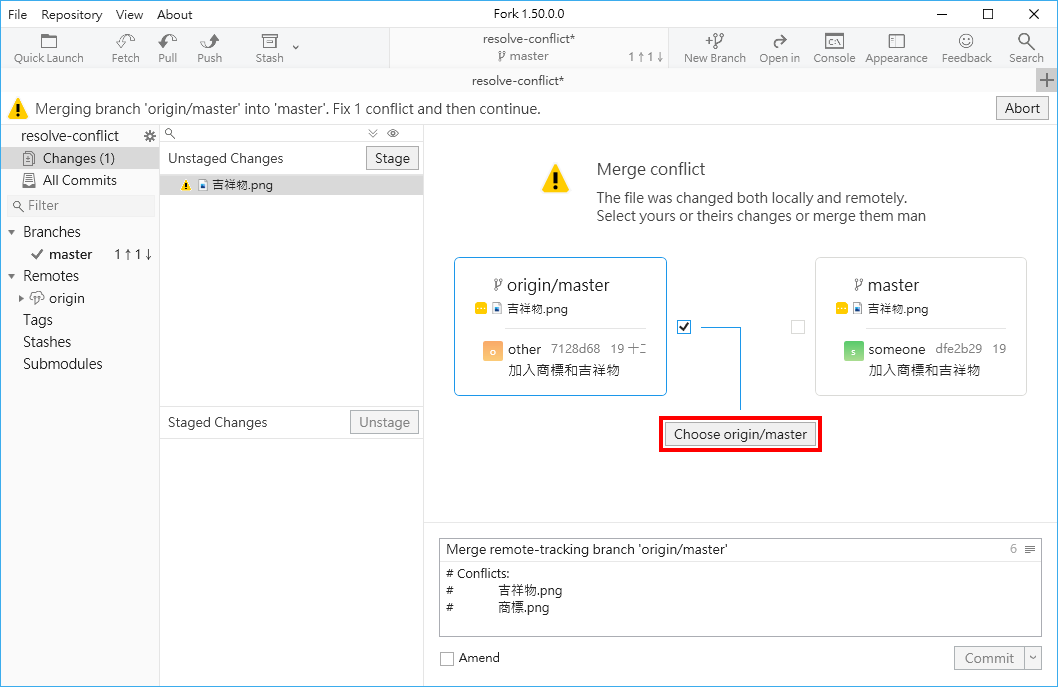 File Repository View About Fork 1.50.0.0
Quick Launch Fetch Pull Push Stash resolve-conflict* master 1↑1↓ New Branch Open in Console Appearance Feedback Search
resolve-conflict*
Merging branch 'origin/master' into 'master'. Fix 1 conflict and then continue. Abort
resolve-conflict
Changes (1)
All Commits
Filter
Branches
master 1↑1↓
Remotes
origin
Tags
Stashes
Submodules
Unstaged Changes Stage
吉祥物.png
Staged Changes Unstage
Merge conflict
The file was changed both locally and remotely.
Select yours or theirs changes or merge them man
origin/master
吉祥物.png
other 7128d68 19 十
加入商標和吉祥物
master
吉祥物.png
someone dfe2b29 19
加入商標和吉祥物
Choose origin/master
Merge remote-tracking branch 'origin/master' 6
# Conflicts:
# 吉祥物.png
# 商標.png
Amend Commit